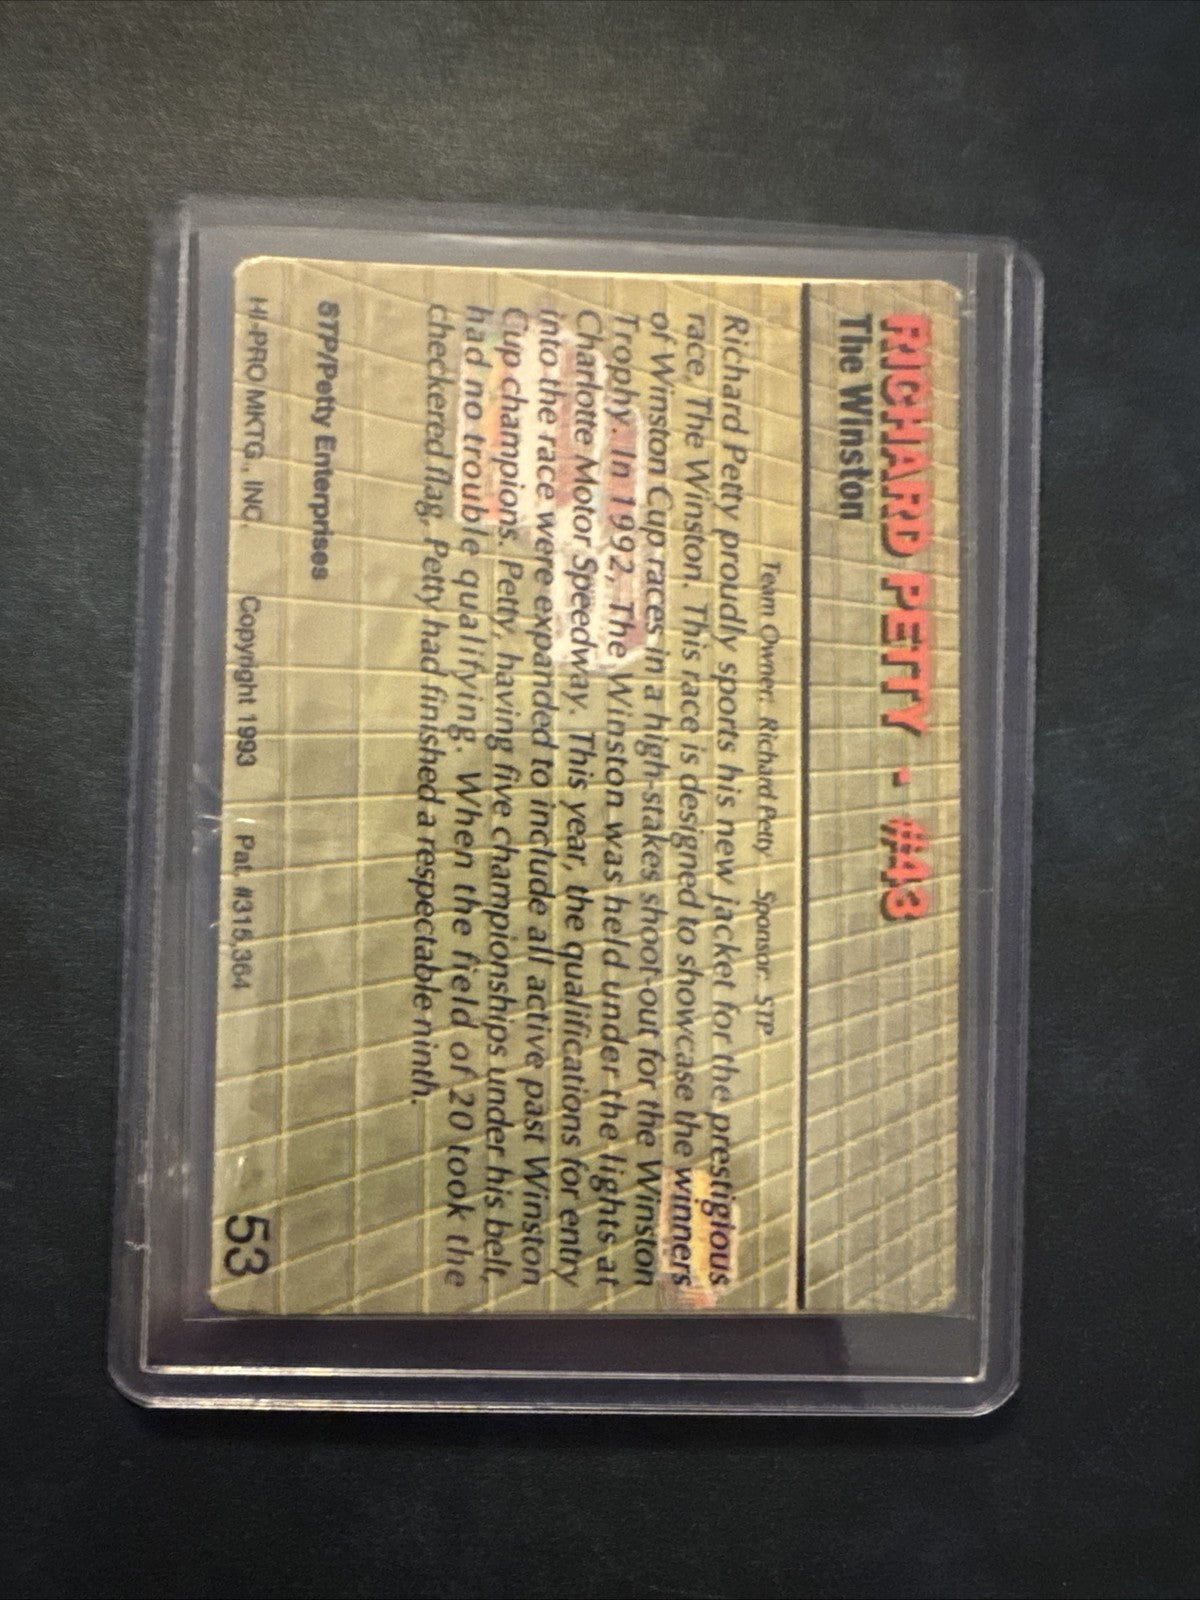 RICHARD PETTY · #43
The Winston
Team Owner: Richard Petty Sponsor: STP
Richard Petty proudly sports his new jacket for the prestigious
race, The Winston. This race is designed to showcase the winners
of Winston Cup races in a high-stakes shoot-out for the Winston
Trophy. In 1992, The Winston was held under the lights at
Charlotte Motor Speedway. This year, the qualifications for entry
into the race were expanded to include all active past Winston
Cup champions. Petty, having five championships under his belt,
had no trouble qualifying. When the field of 20 took the
checkered flag, Petty had finished a respectable ninth.
STP/Petty Enterprises
HI-PRO MKTG., INC. Copyright 1993 Pat. #315,364 53